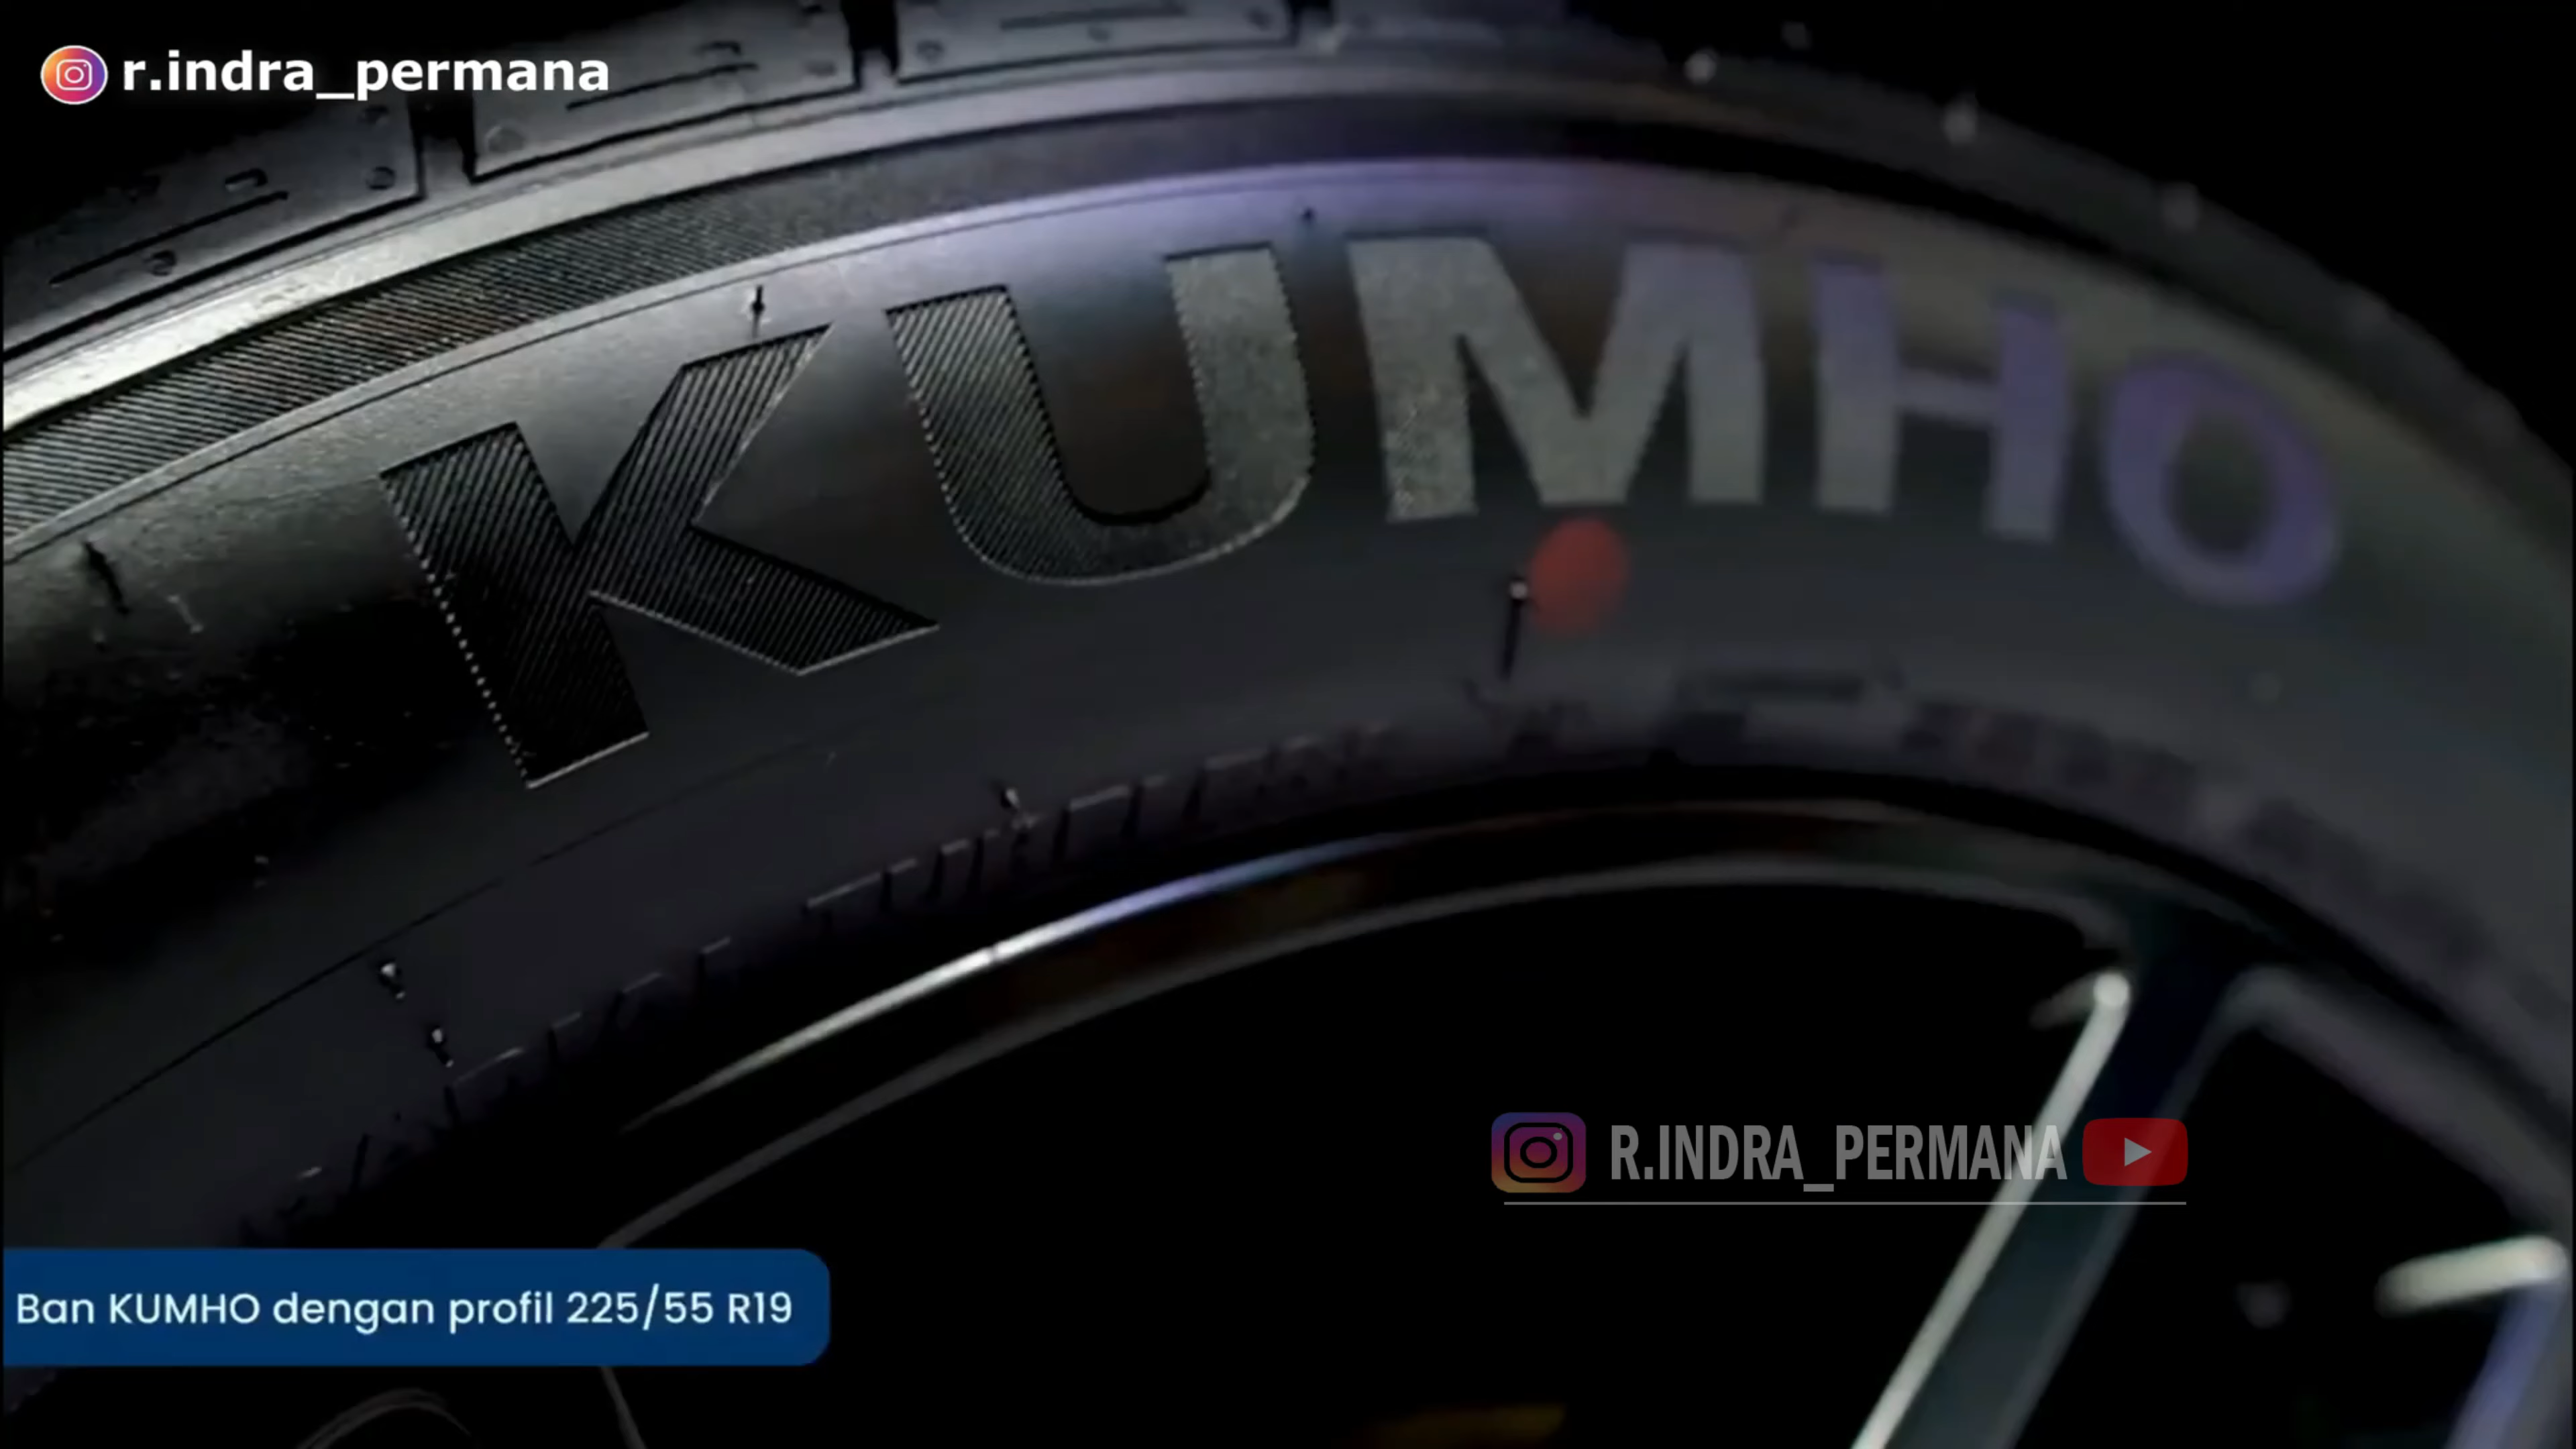 r.indra_permana
KUMHO
R.INDRA_PERMANA
Ban KUMHO dengan profil 225/55 R19